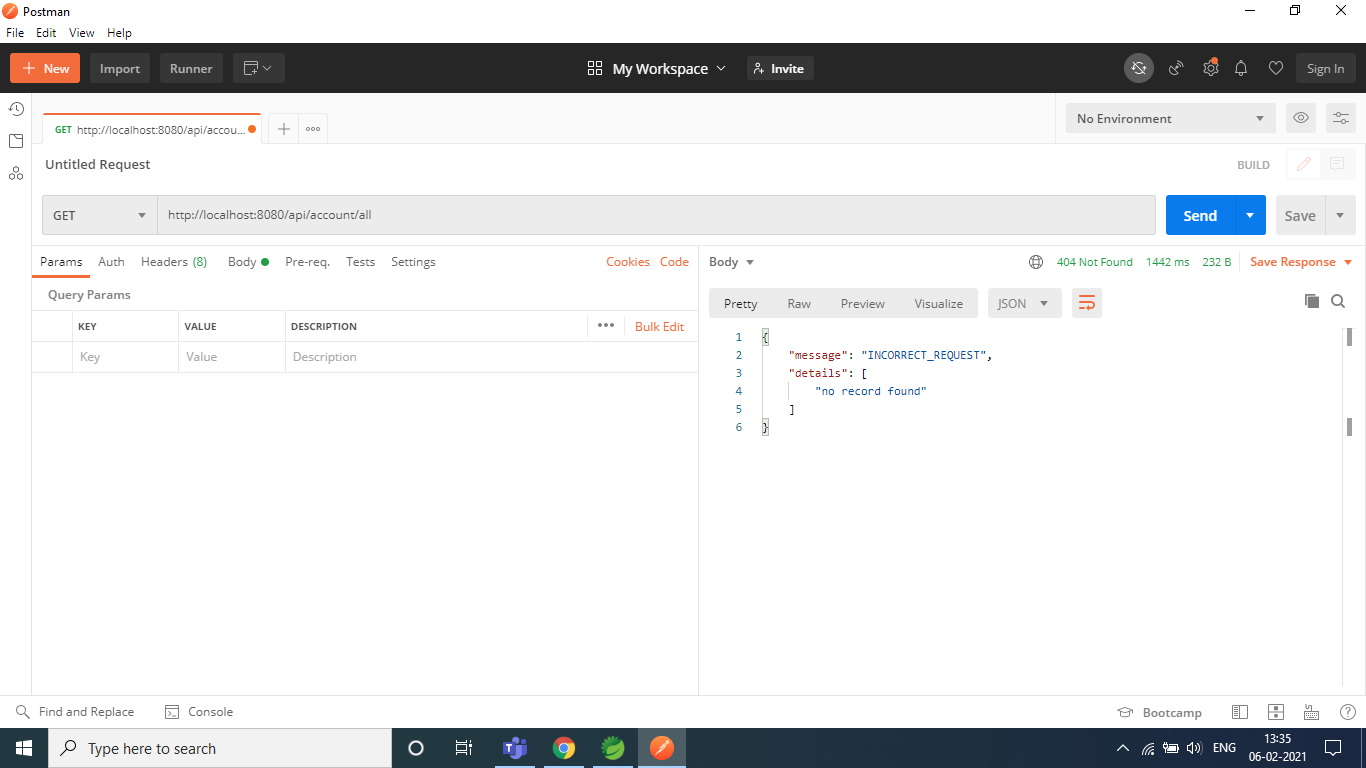 Postman
File Edit View Help
New Import Runner My Workspace Invite Sign In
GET http://localhost:8080/api/accou... No Environment
Untitled Request BUILD
GET http://localhost:8080/api/account/all Send Save
Params Auth Headers (8) Body Pre-req. Tests Settings Cookies Code
Body 404 Not Found 1442 ms 232 B Save Response
Query Params
KEY VALUE DESCRIPTION Bulk Edit
Key Value Description
Pretty Raw Preview Visualize JSON
1 {
2 "message": "INCORRECT_REQUEST",
3 "details": [
4 "no record found"
5 ]
6 }
Find and Replace Console Bootcamp
Type here to search ENG 13:35
06-02-2021